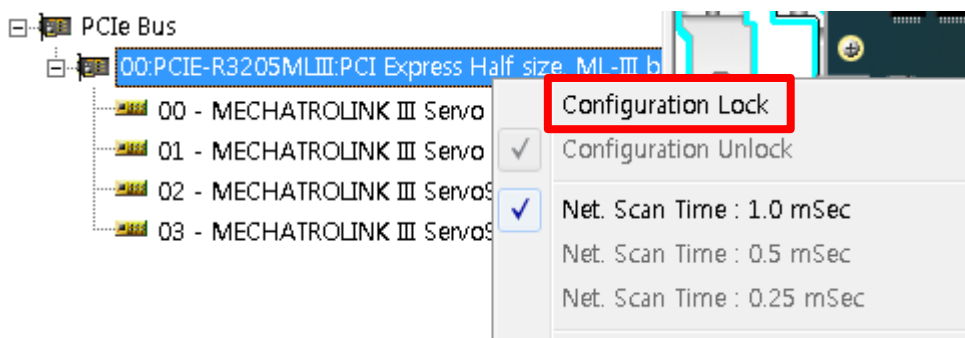 PCIe Bus
00:PCIE-R3205MLⅢ:PCI Express Half size, ML-Ⅲ b
00 - MECHATROLINK Ⅲ Servo
01 - MECHATROLINK Ⅲ Servo
02 - MECHATROLINK Ⅲ ServoS
03 - MECHATROLINK Ⅲ ServoS
Configuration Lock
Configuration Unlock
Net. Scan Time : 1.0 mSec
Net. Scan Time : 0.5 mSec
Net. Scan Time : 0.25 mSec